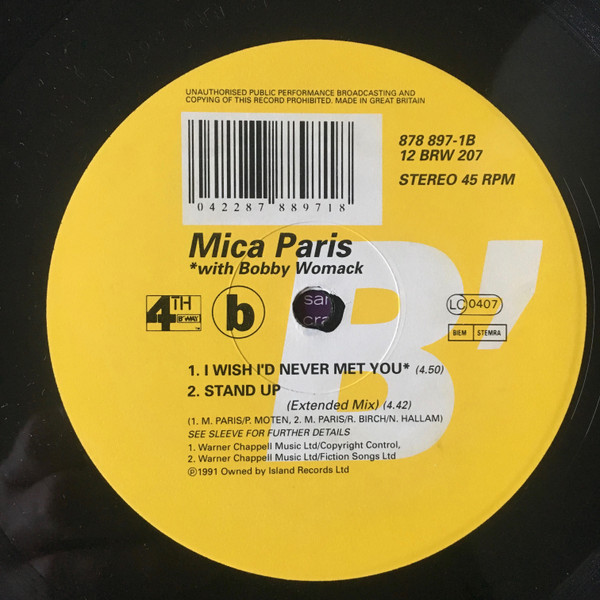 UNAUTHORISED PUBLIC PERFORMANCE BROADCASTING AND
COPYING OF THIS RECORD PROHIBITED. MADE IN GREAT BRITAIN
878 897-1B
12 BRW 207
STEREO 45 RPM
042287 889718
Mica Paris
*with Bobby Womack
4TH
B'WAY
b
sar
cra
LC 0407
BIEM STEMRA
B'
1. I WISH I'D NEVER MET YOU* (4.50)
2. STAND UP
(Extended Mix) (4.42)
(1. M. PARIS/P. MOTEN, 2. M. PARIS/R. BIRCH/N. HALLAM)
SEE SLEEVE FOR FURTHER DETAILS
1. Warner Chappell Music Ltd/Copyright Control,
2. Warner Chappell Music Ltd/Fiction Songs Ltd
℗1991 Owned by Island Records Ltd